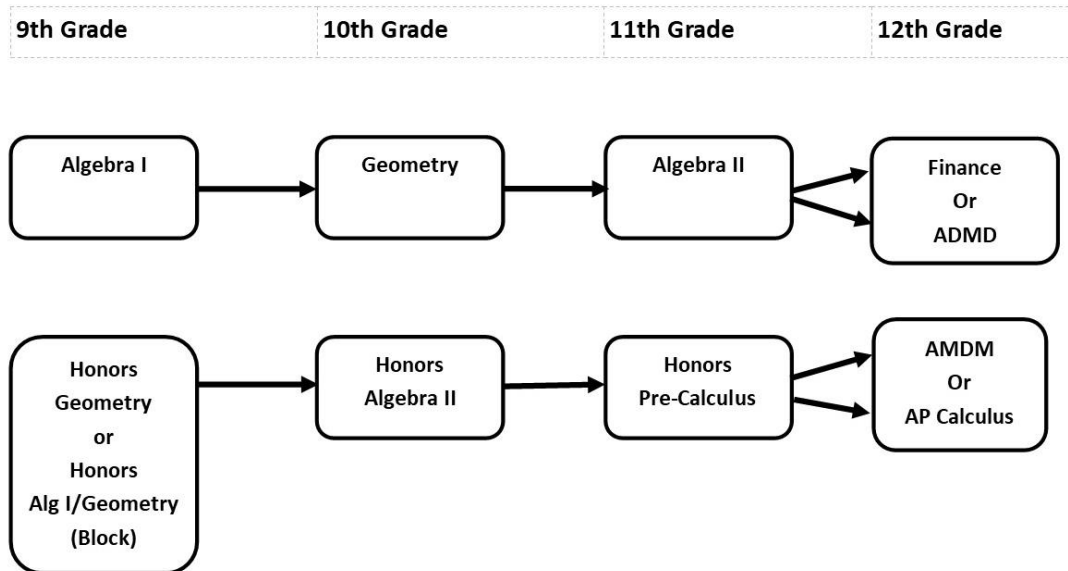 9th Grade
10th Grade
11th Grade
12th Grade
Algebra I
Geometry
Algebra II
Finance
Or
ADMD
Honors
Geometry
or
Honors
Alg I/Geometry
(Block)
Honors
Algebra II
Honors
Pre-Calculus
AMDM
Or
AP Calculus